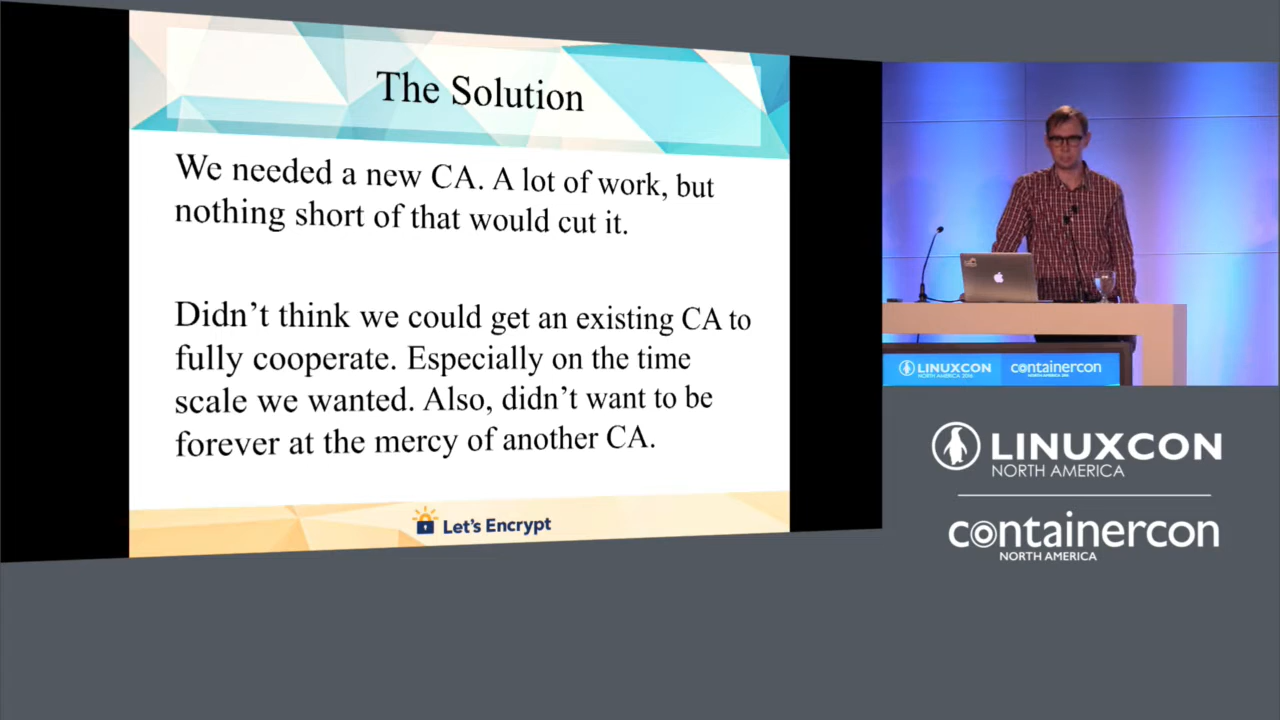 The Solution
We needed a new CA. A lot of work, but
nothing short of that would cut it.
Didn't think we could get an existing CA to
fully cooperate. Especially on the time
scale we wanted. Also, didn't want to be
forever at the mercy of another CA.
Let's Encrypt
LINUXCON
NORTH AMERICA 2016
containercon
NORTH AMERICA 2016
LINUXCON
NORTH AMERICA
containercon
NORTH AMERICA